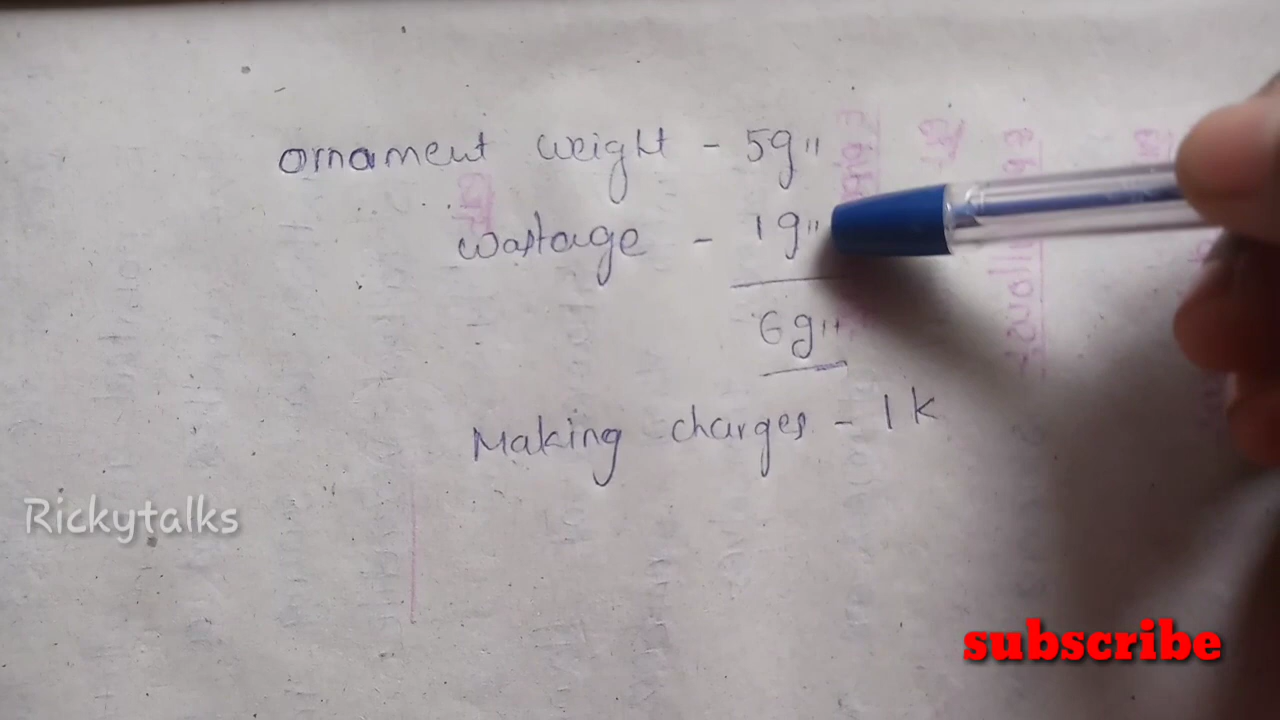 ornament weight - 5g"
wastage - 1g"
6g"
Making charges - 1k
Rickytalks
subscribe